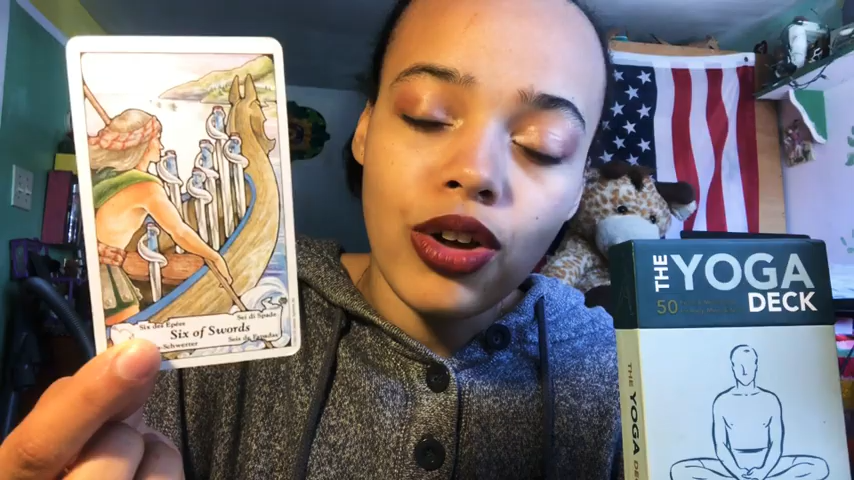 Six des Épées
Sei di Spade
Six of Swords
Schwerter
Seis de Espadas
THE
YOGA
DECK
50
THE YOGA DECK